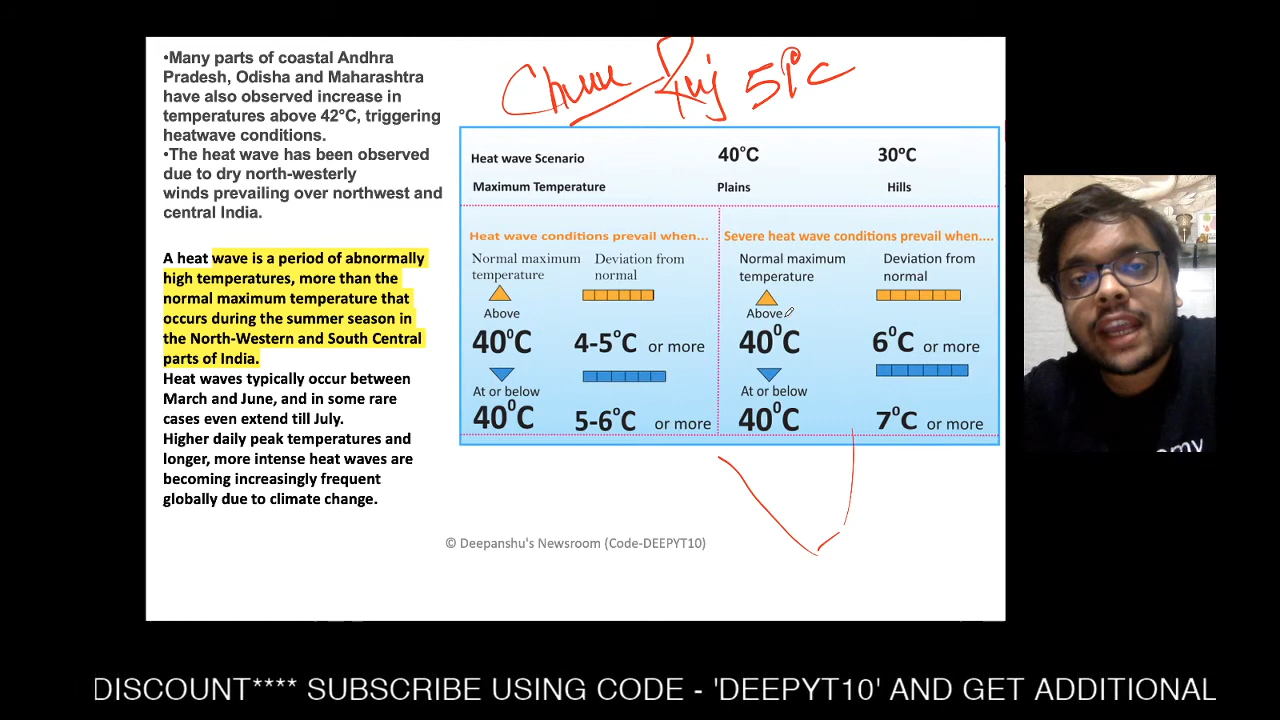 •Many parts of coastal Andhra
Pradesh, Odisha and Maharashtra
have also observed increase in
temperatures above 42°C, triggering
heatwave conditions.
•The heat wave has been observed
due to dry north-westerly
winds prevailing over northwest and
central India.
A heat wave is a period of abnormally
high temperatures, more than the
normal maximum temperature that
occurs during the summer season in
the North-Western and South Central
parts of India.
Heat waves typically occur between
March and June, and in some rare
cases even extend till July.
Higher daily peak temperatures and
longer, more intense heat waves are
becoming increasingly frequent
globally due to climate change.
51°C
Heat wave Scenario 40°C 30°C
Maximum Temperature Plains Hills
Heat wave conditions prevail when...
Normal maximum temperature
Deviation from normal
Above
40°C 4-5°C or more
At or below
40°C 5-6°C or more
Severe heat wave conditions prevail when....
Normal maximum temperature
Deviation from normal
Above
40°C 6°C or more
At or below
40°C 7°C or more
© Deepanshu's Newsroom (Code-DEEPYT10)
DISCOUNT**** SUBSCRIBE USING CODE - 'DEEPYT10' AND GET ADDITIONAL